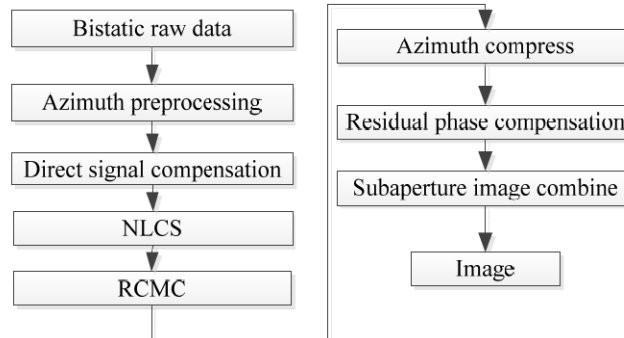 Bistatic raw data
Azimuth preprocessing
Direct signal compensation
NLCS
RCMC
Azimuth compress
Residual phase compensation
Subaperture image combine
Image